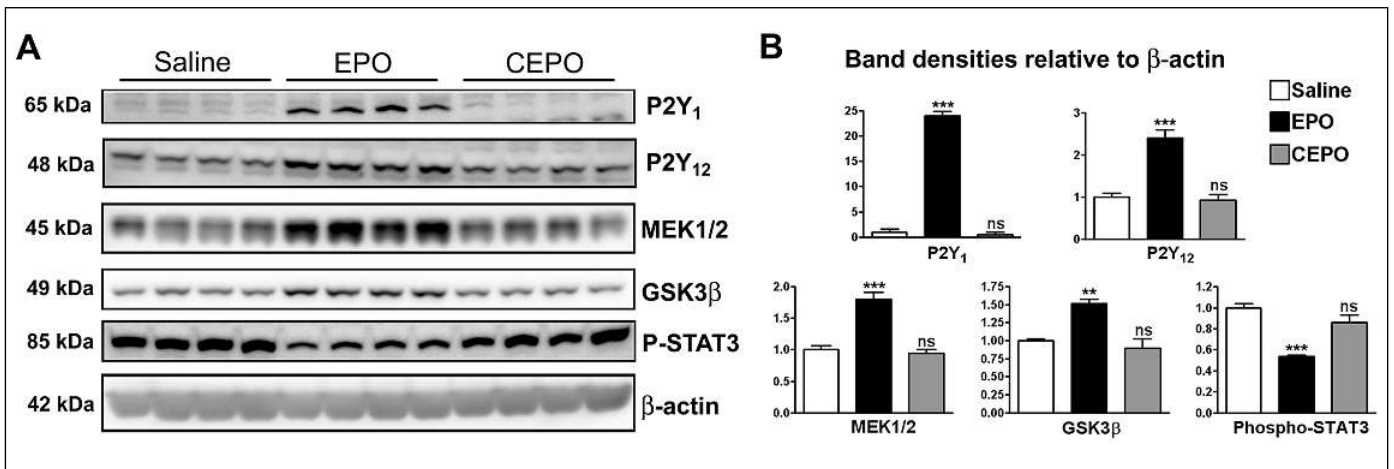 A
Saline EPO CEPO
65 kDa P2Y₁
48 kDa P2Y₁₂
45 kDa MEK1/2
49 kDa GSK3β
85 kDa P-STAT3
42 kDa β-actin
B
Band densities relative to β-actin
Saline
EPO
CEPO
25
20
15
10
5
0
***
ns
P2Y₁
3
2
1
0
***
ns
P2Y₁₂
2.0
1.5
1.0
0.5
0.0
***
ns
MEK1/2
1.75
1.50
1.25
1.00
0.75
0.50
0.25
0.00
**
ns
GSK3β
1.2
1.0
0.8
0.6
0.4
0.2
0.0
***
ns
Phospho-STAT3